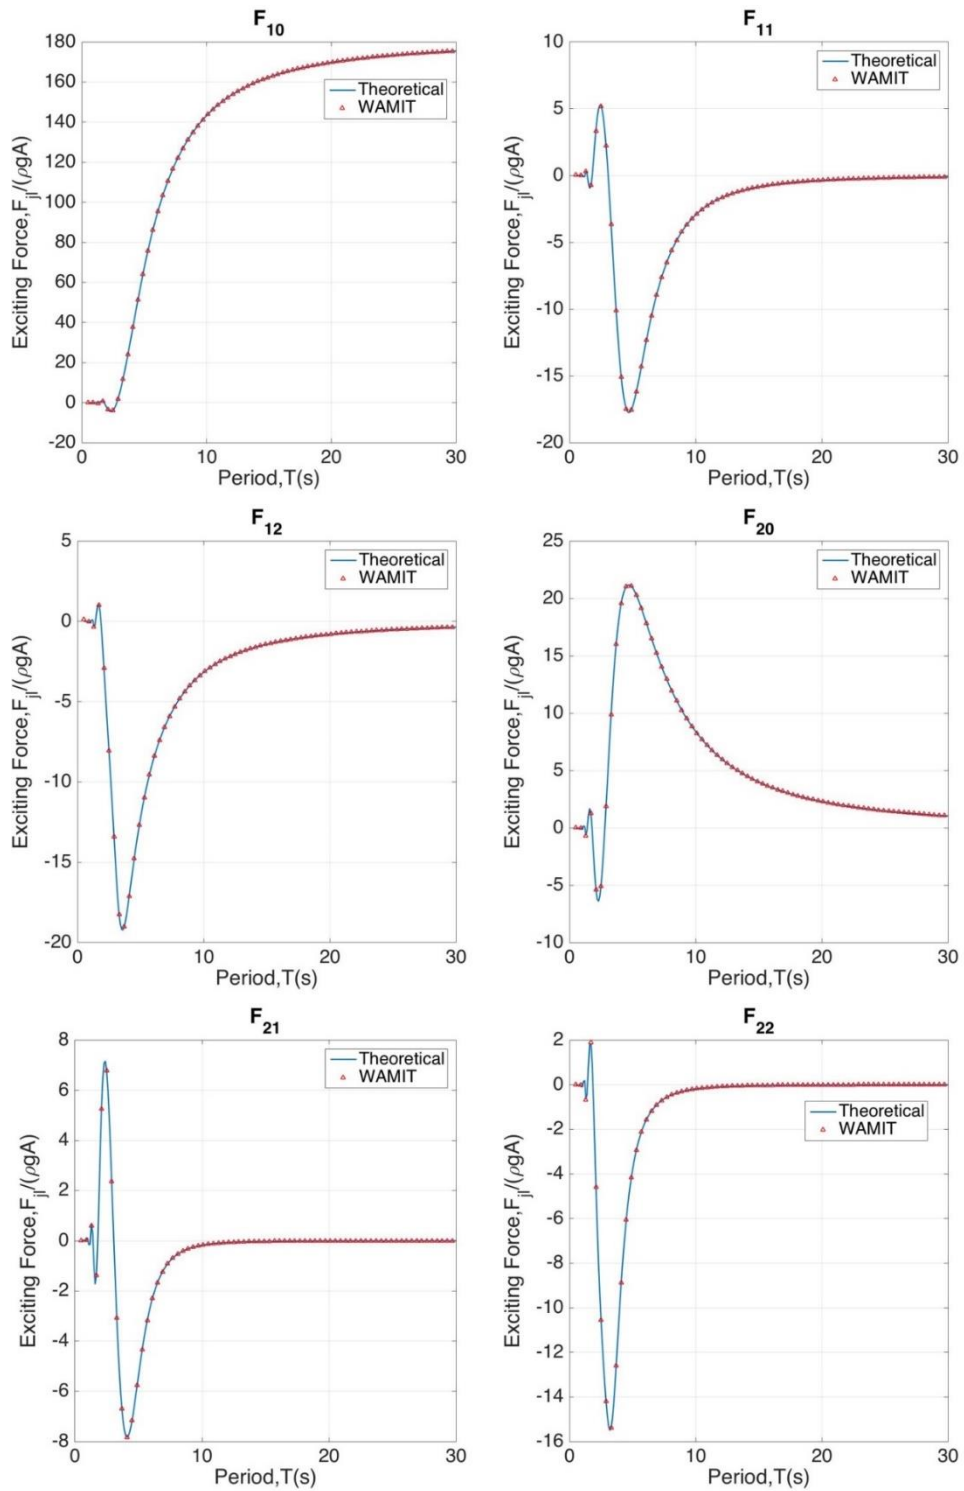 F10
180
160
140
120
100
80
60
40
20
0
-20
0
10
20
30
Exciting Force,Fjl/(ρgA)
Period,T(s)
Theoretical
WAMIT
F11
10
5
0
-5
-10
-15
-20
0
10
20
30
Exciting Force,Fjl/(ρgA)
Period,T(s)
Theoretical
WAMIT
F12
5
0
-5
-10
-15
-20
0
10
20
30
Exciting Force,Fjl/(ρgA)
Period,T(s)
Theoretical
WAMIT
F20
25
20
15
10
5
0
-5
-10
0
10
20
30
Exciting Force,Fjl/(ρgA)
Period,T(s)
Theoretical
WAMIT
F21
8
6
4
2
0
-2
-4
-6
-8
0
10
20
30
Exciting Force,Fjl/(ρgA)
Period,T(s)
Theoretical
WAMIT
F22
2
0
-2
-4
-6
-8
-10
-12
-14
-16
0
10
20
30
Exciting Force,Fjl/(ρgA)
Period,T(s)
Theoretical
WAMIT